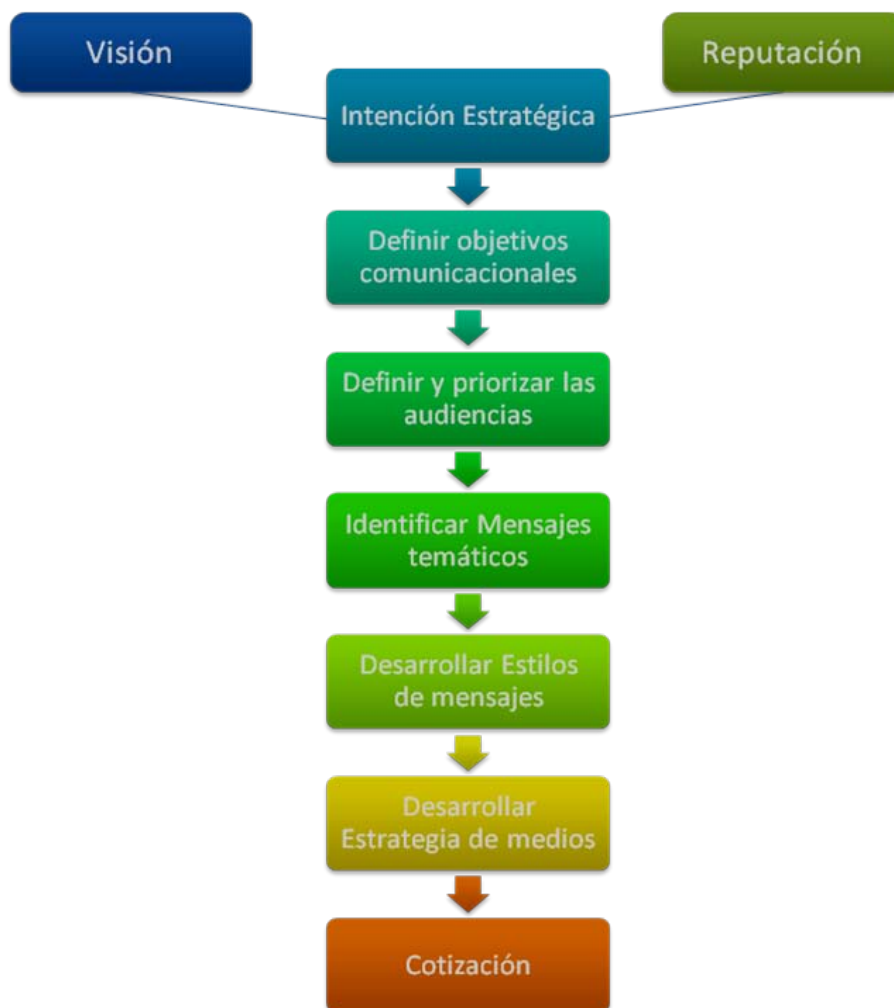 Visión
Reputación
Intención Estratégica
Definir objetivos
comunicacionales
Definir y priorizar las
audiencias
Identificar Mensajes
temáticos
Desarrollar Estilos
de mensajes
Desarrollar
Estrategia de medios
Cotización